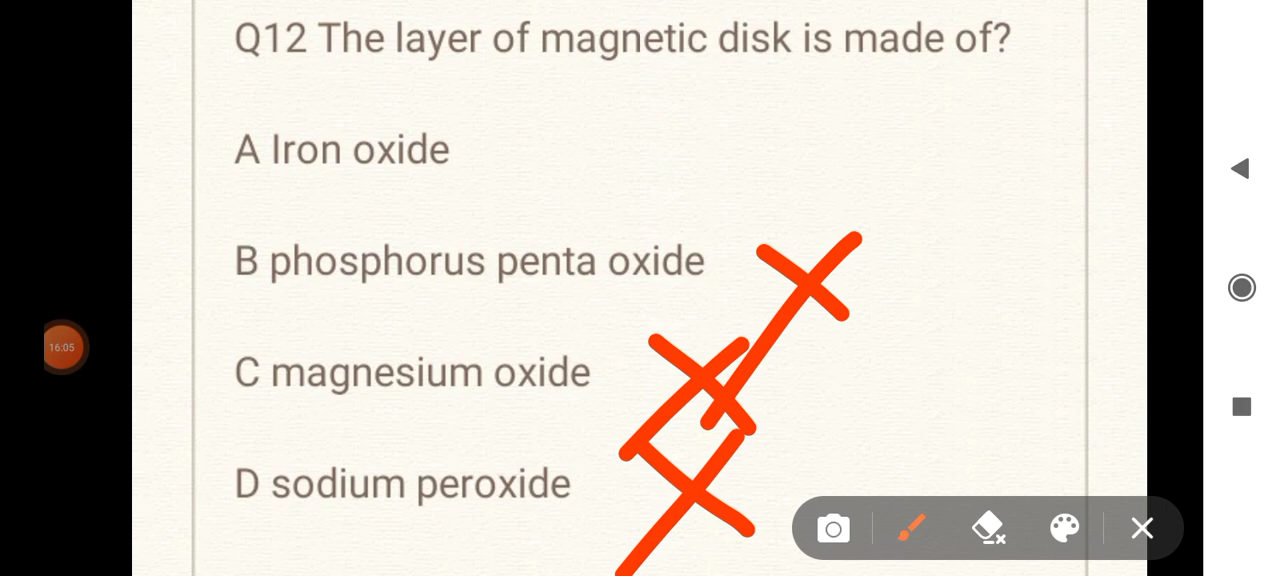 Q12 The layer of magnetic disk is made of?
A Iron oxide
B phosphorus penta oxide
C magnesium oxide
D sodium peroxide
16:05